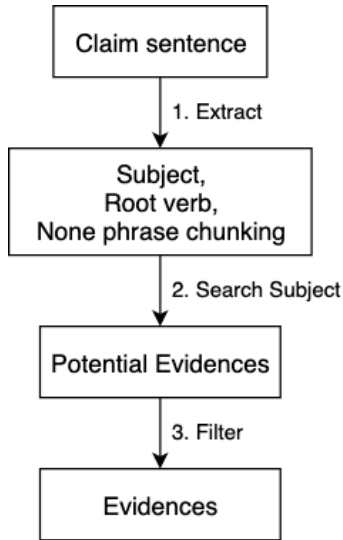 Claim sentence
1. Extract
Subject,
Root verb,
None phrase chunking
2. Search Subject
Potential Evidences
3. Filter
Evidences